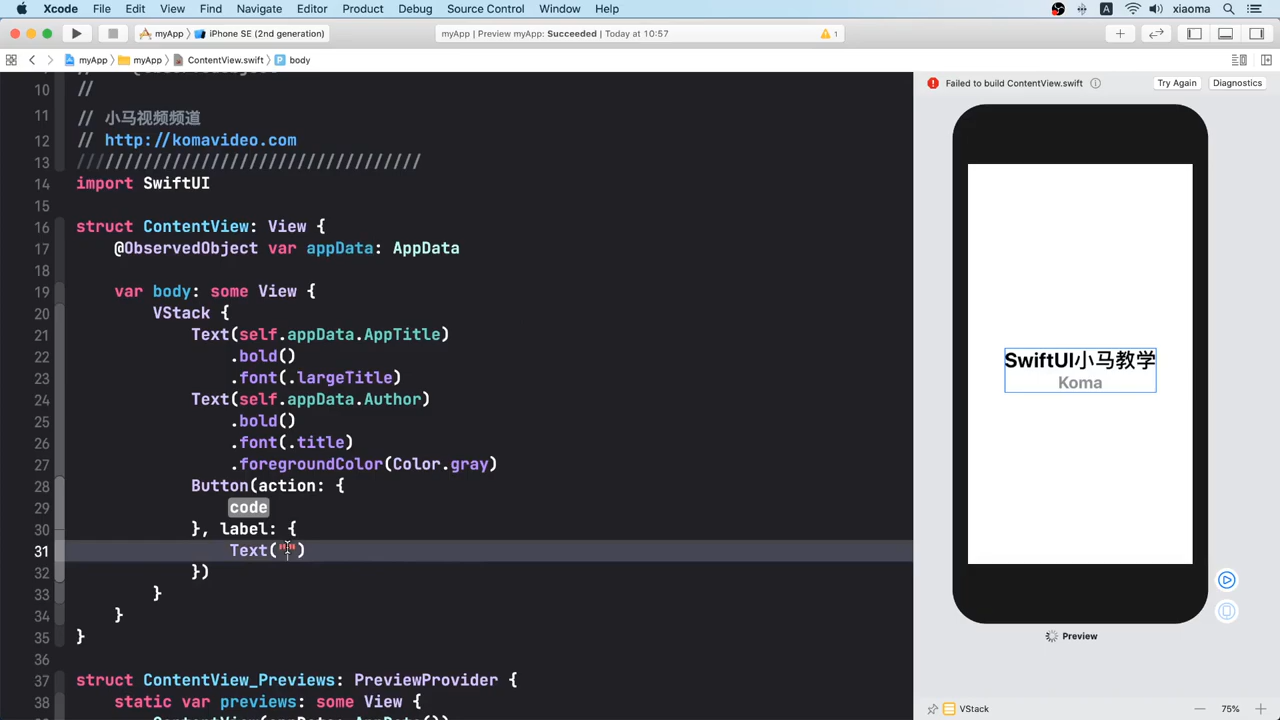 Xcode File Edit View Find Navigate Editor Product Debug Source Control Window Help A xiaoma
myApp iPhone SE (2nd generation) myApp | Preview myApp: Succeeded | Today at 10:57 1
myApp myApp ContentView.swift P body
Failed to build ContentView.swift Try Again Diagnostics
10 //
11 // 小马视频频道
12 // http://komavideo.com
13 ////////////////////////////////////
14 import SwiftUI
15
16 struct ContentView: View {
17 @ObservedObject var appData: AppData
18
19 var body: some View {
20 VStack {
21 Text(self.appData.AppTitle)
22 .bold()
23 .font(.largeTitle)
24 Text(self.appData.Author)
25 .bold()
26 .font(.title)
27 .foregroundColor(Color.gray)
28 Button(action: {
29 code
30 }, label: {
31 Text("")
32 })
33 }
34 }
35 }
36
37 struct ContentView_Previews: PreviewProvider {
38 static var previews: some View {
SwiftUI小马教学
Koma
Preview
VStack 75%